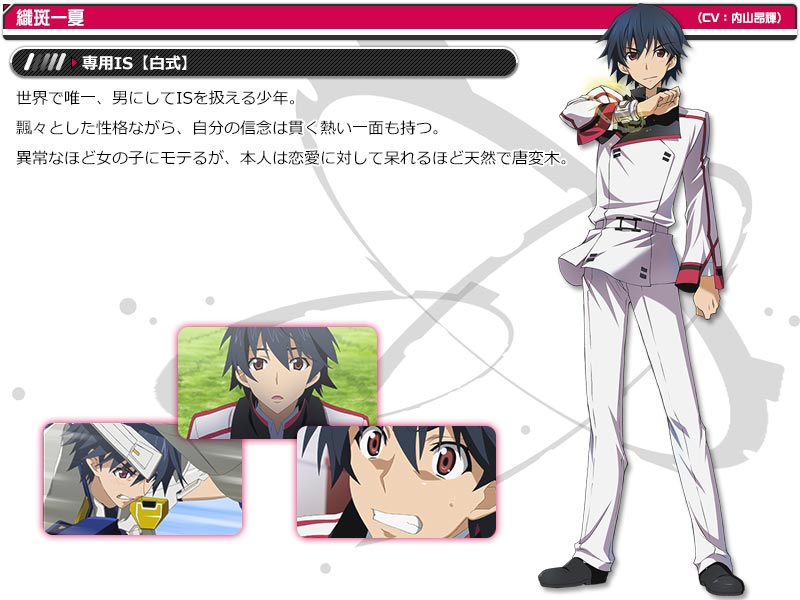 織斑一夏
（CV：内山昂輝）
専用IS【白式】
世界で唯一、男にしてISを扱える少年。
飄々とした性格ながら、自分の信念は貫く熱い一面も持つ。
異常なほど女の子にモテるが、本人は恋愛に対して呆れるほど天然で唐変木。